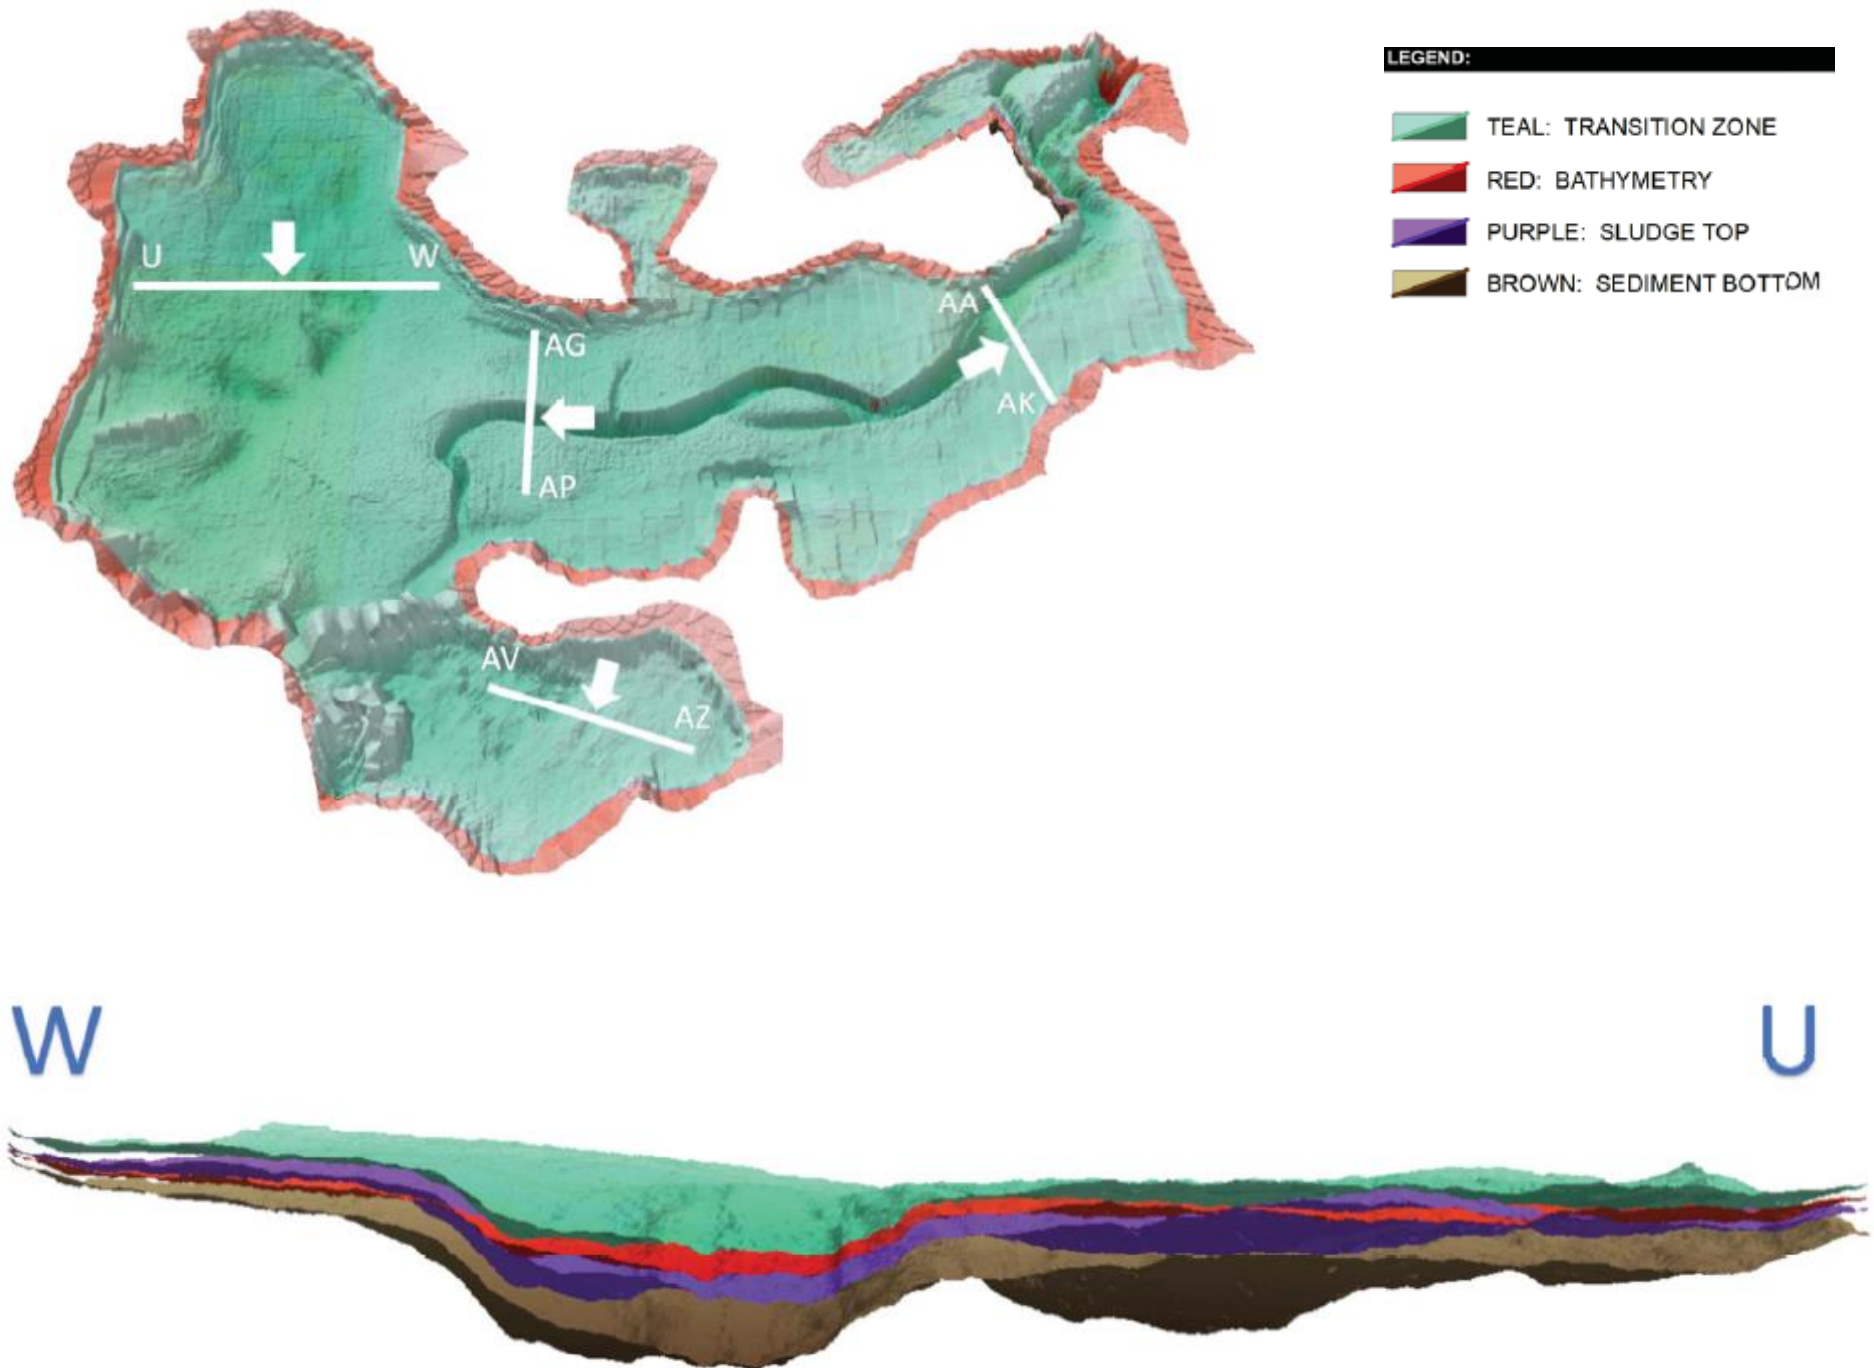 LEGEND:
TEAL: TRANSITION ZONE
RED: BATHYMETRY
PURPLE: SLUDGE TOP
BROWN: SEDIMENT BOTTOM
U
W
AA
AG
AK
AP
AV
AZ
W
U